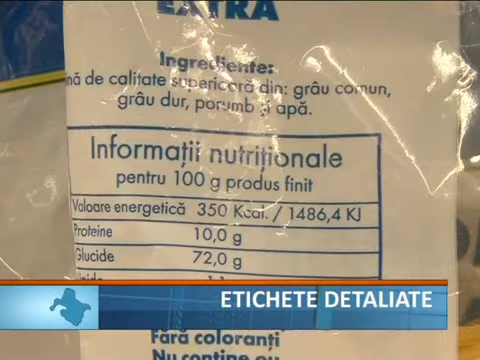 EXTRA
Ingrediente:
de calitate superioară din: grâu comun,
grâu dur, porumb și apă.
Informații nutriționale
pentru 100 g produs finit
Valoare energetică 350 Kcal. / 1486,4 KJ
Proteine 10,0 g
Glucide 72,0 g
ETICHETE DETALIATE
Fără coloranți
Nu conține ou